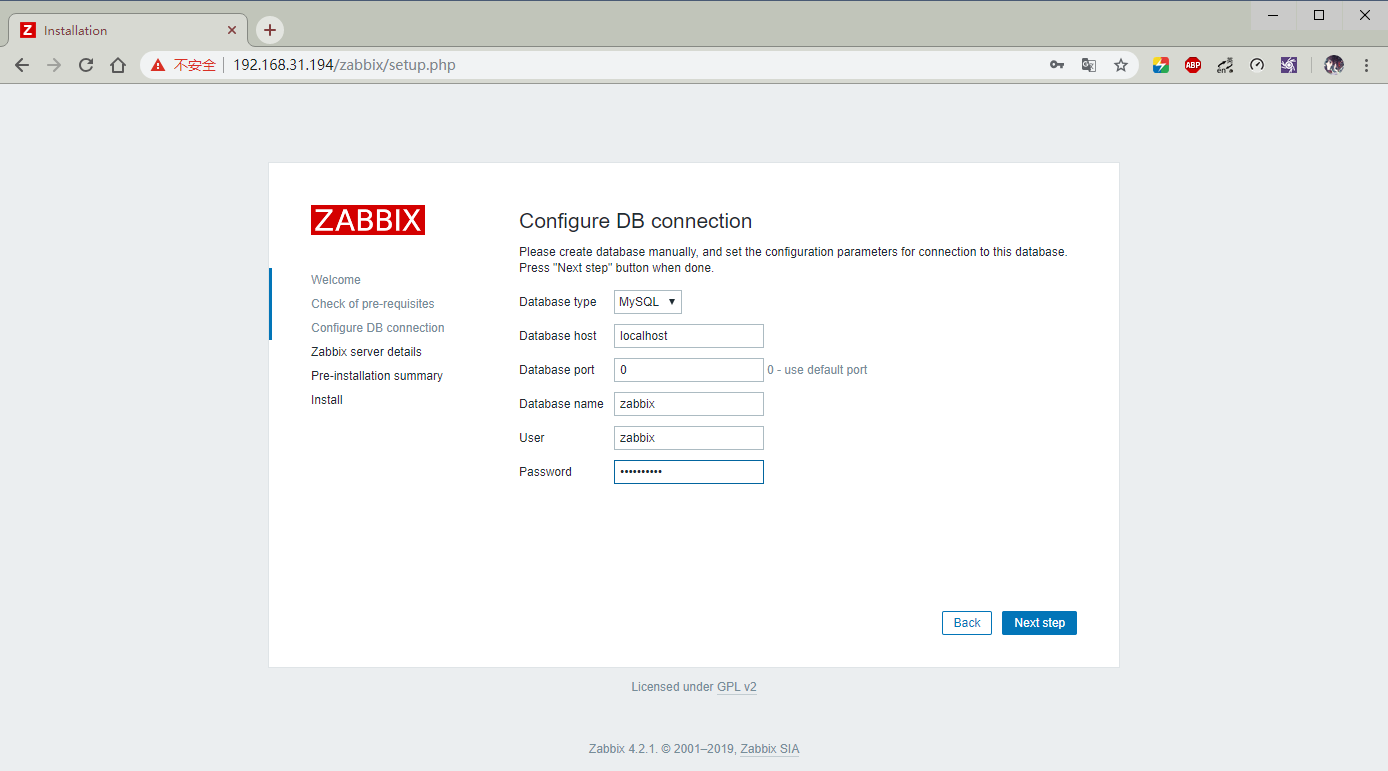 Installation
不安全 192.168.31.194/zabbix/setup.php
ABP
en
ZABBIX
Welcome
Check of pre-requisites
Configure DB connection
Zabbix server details
Pre-installation summary
Install
Configure DB connection
Please create database manually, and set the configuration parameters for connection to this database.
Press "Next step" button when done.
Database type MySQL
Database host localhost
Database port 0 0 - use default port
Database name zabbix
User zabbix
Password ••••••••••
Back Next step
Licensed under GPL v2
Zabbix 4.2.1. © 2001–2019, Zabbix SIA